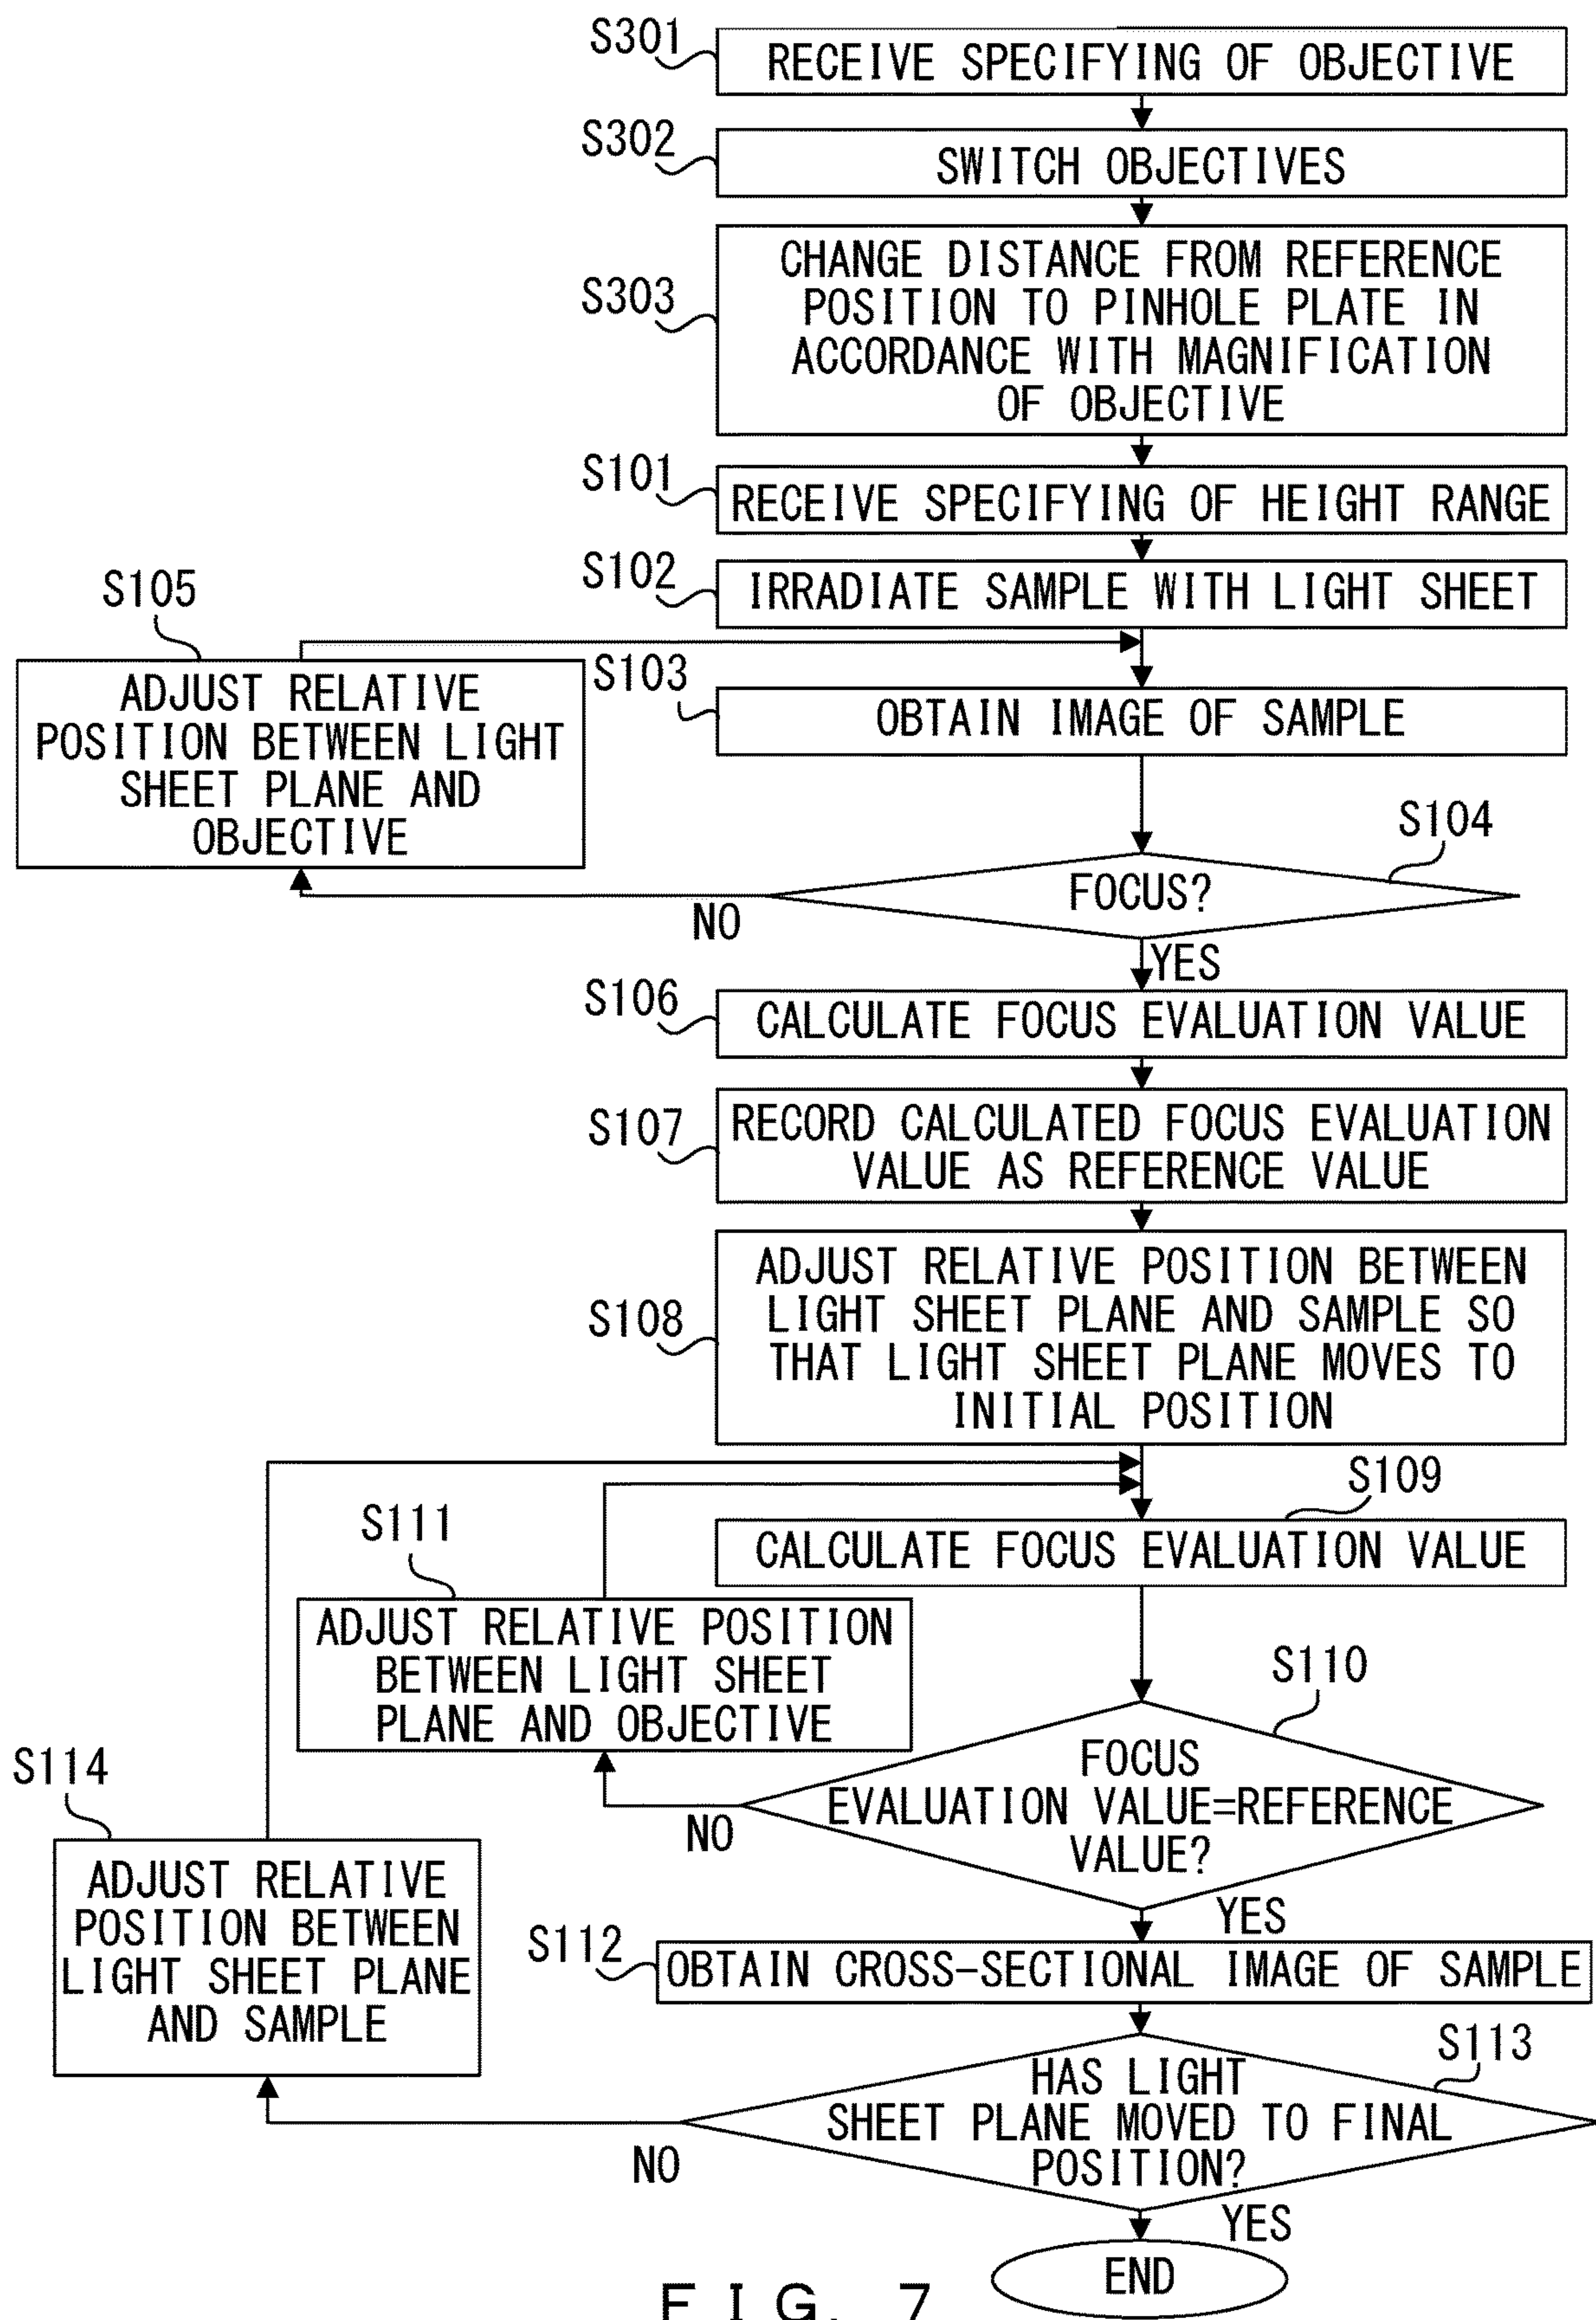 S301
RECEIVE SPECIFYING OF OBJECTIVE
S302
SWITCH OBJECTIVES
S303
CHANGE DISTANCE FROM REFERENCE
POSITION TO PINHOLE PLATE IN
ACCORDANCE WITH MAGNIFICATION
OF OBJECTIVE
S101
RECEIVE SPECIFYING OF HEIGHT RANGE
S102
IRRADIATE SAMPLE WITH LIGHT SHEET
S105
ADJUST RELATIVE
POSITION BETWEEN LIGHT
SHEET PLANE AND
OBJECTIVE
S103
OBTAIN IMAGE OF SAMPLE
S104
FOCUS?
NO
YES
S106
CALCULATE FOCUS EVALUATION VALUE
S107
RECORD CALCULATED FOCUS EVALUATION
VALUE AS REFERENCE VALUE
S108
ADJUST RELATIVE POSITION BETWEEN
LIGHT SHEET PLANE AND SAMPLE SO
THAT LIGHT SHEET PLANE MOVES TO
INITIAL POSITION
S109
CALCULATE FOCUS EVALUATION VALUE
S111
ADJUST RELATIVE POSITION
BETWEEN LIGHT SHEET
PLANE AND OBJECTIVE
S110
FOCUS
EVALUATION VALUE=REFERENCE
VALUE?
NO
YES
S114
ADJUST RELATIVE
POSITION BETWEEN
LIGHT SHEET PLANE
AND SAMPLE
S112
OBTAIN CROSS-SECTIONAL IMAGE OF SAMPLE
S113
HAS LIGHT
SHEET PLANE MOVED TO FINAL
POSITION?
NO
YES
END
FIG. 7